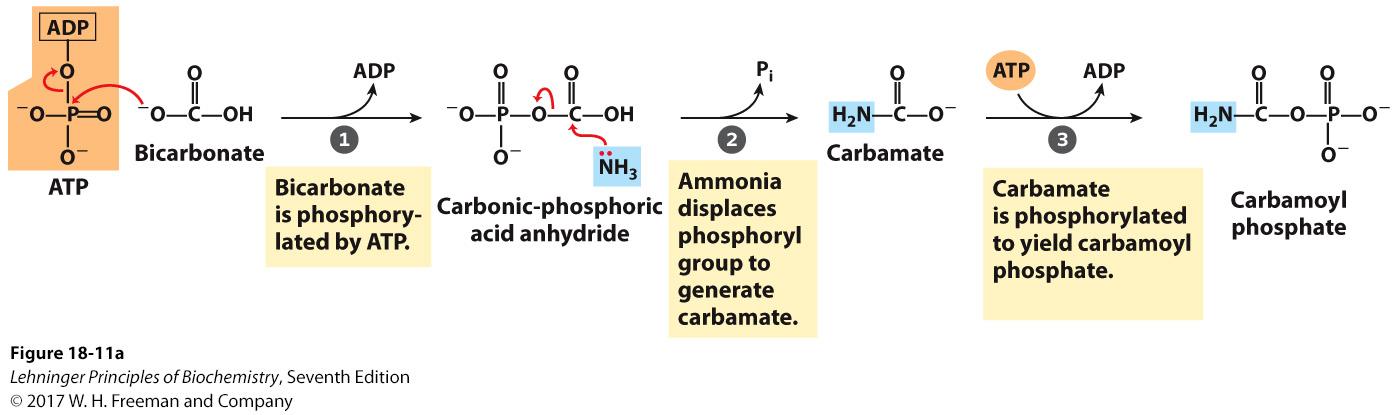 ADP
O
⁻O—P=O
O⁻
ATP
O
⁻O—C—OH
Bicarbonate
ADP
1
Bicarbonate
is phosphory-
lated by ATP.
O O
⁻O—P—O—C—OH
O⁻
N̈H₃
Carbonic-phosphoric
acid anhydride
Pᵢ
2
Ammonia
displaces
phosphoryl
group to
generate
carbamate.
O
H₂N—C—O⁻
Carbamate
ATP ADP
3
Carbamate
is phosphorylated
to yield carbamoyl
phosphate.
O O
H₂N—C—O—P—O⁻
O⁻
Carbamoyl
phosphate
Figure 18-11a
Lehninger Principles of Biochemistry, Seventh Edition
© 2017 W. H. Freeman and Company